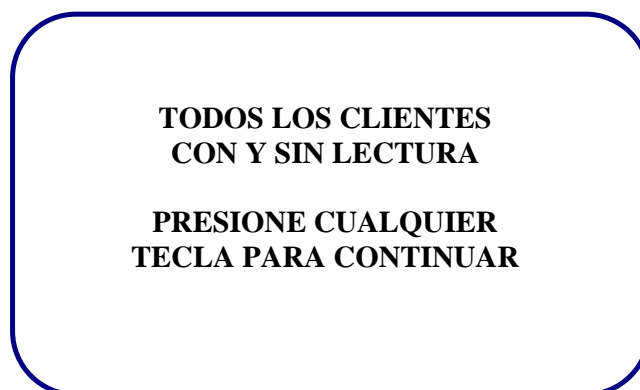 TODOS LOS CLIENTES
CON Y SIN LECTURA
PRESIONE CUALQUIER
TECLA PARA CONTINUAR